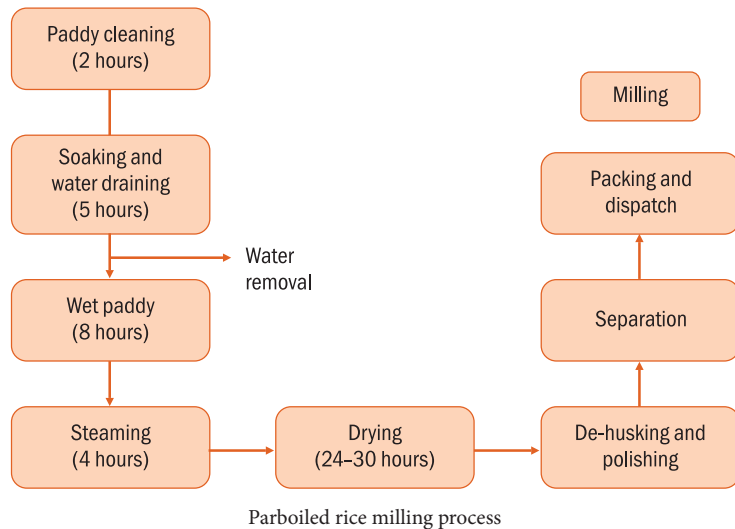 Paddy cleaning
(2 hours)
Soaking and
water draining
(5 hours)
Water
removal
Wet paddy
(8 hours)
Steaming
(4 hours)
Drying
(24–30 hours)
De-husking and
polishing
Separation
Packing and
dispatch
Milling
Parboiled rice milling process